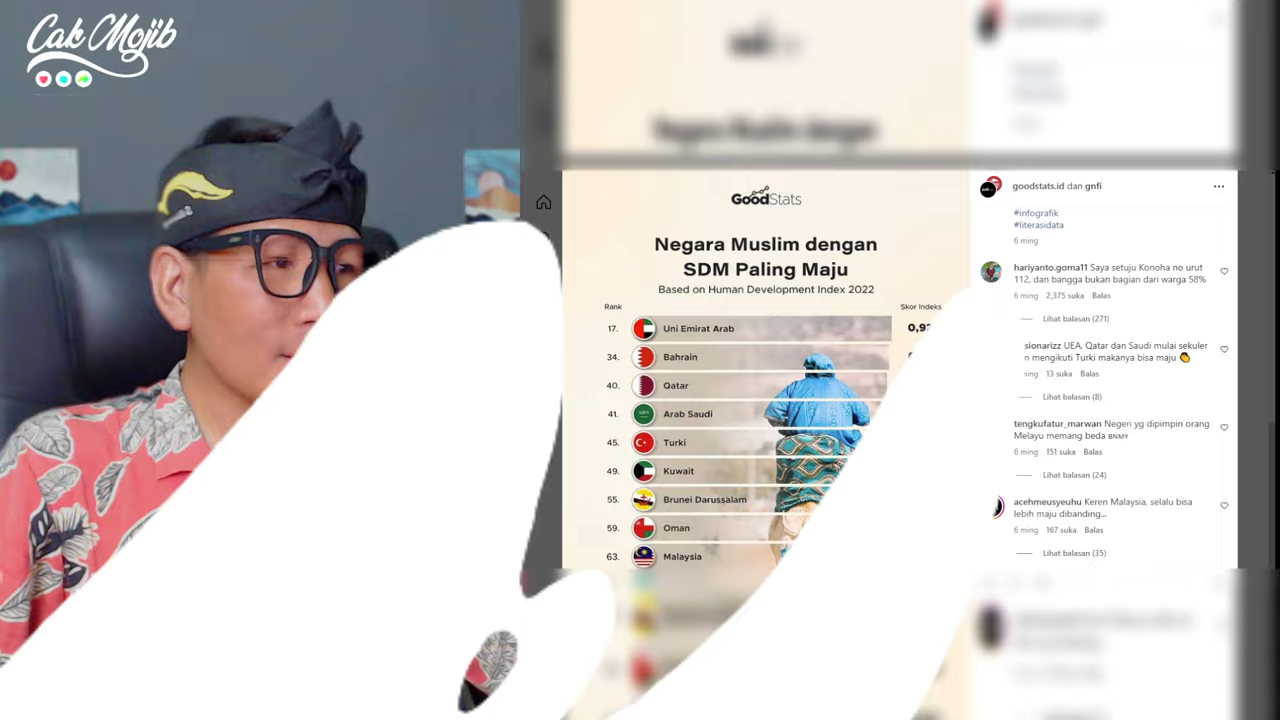 Cak Mojib
GoodStats
Negara Muslim dengan
SDM Paling Maju
Based on Human Development Index 2022
Rank
Skor Indeks
17. Uni Emirat Arab
34. Bahrain
40. Qatar
41. Arab Saudi
45. Turki
49. Kuwait
55. Brunei Darussalam
59. Oman
63. Malaysia
goodstats.id dan gnfi
#infografik
#literasidata
6 ming
hariyanto.goma11 Saya setuju Konoha no urut
112, dan bangga bukan bagian dari warga 58%
6 ming 2,375 suka Balas
Lihat balasan (271)
UEA, Qatar dan Saudi mulai sekuler
mengikuti Turki makanya bisa maju 👏
13 suka Balas
Lihat balasan (8)
tengkufatur_marwan Negeri yg dipimpin orang
Melayu memang beda BNMY
6 ming 151 suka Balas
Lihat balasan (24)
acehmeusyeuhu Keren Malaysia, selalu bisa
lebih maju dibanding...
6 ming 167 suka Balas
Lihat balasan (35)